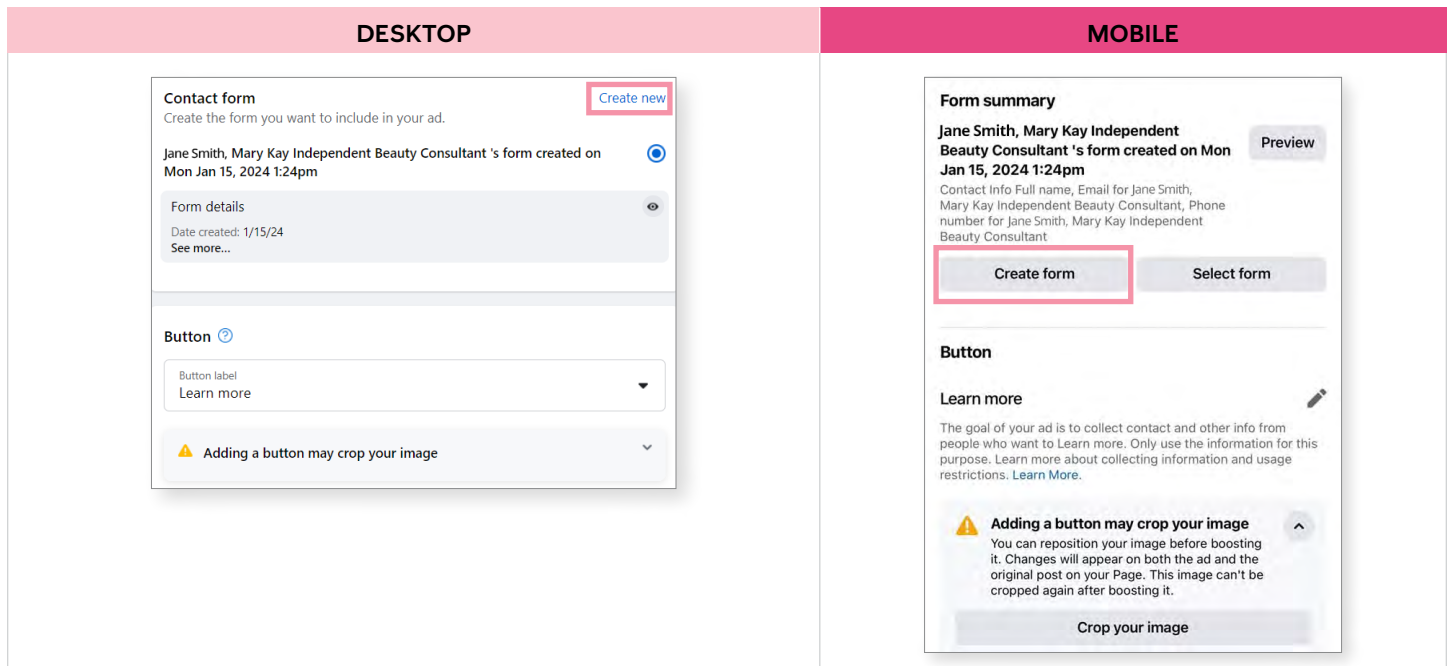 DESKTOP
Contact form
Create new
Create the form you want to include in your ad.
Jane Smith, Mary Kay Independent Beauty Consultant 's form created on
Mon Jan 15, 2024 1:24pm
Form details
Date created: 1/15/24
See more...
Button
Button label
Learn more
Adding a button may crop your image
MOBILE
Form summary
Jane Smith, Mary Kay Independent
Beauty Consultant 's form created on Mon
Jan 15, 2024 1:24pm
Preview
Contact Info Full name, Email for Jane Smith,
Mary Kay Independent Beauty Consultant, Phone
number for Jane Smith, Mary Kay Independent
Beauty Consultant
Create form
Select form
Button
Learn more
The goal of your ad is to collect contact and other info from
people who want to Learn more. Only use the information for this
purpose. Learn more about collecting information and usage
restrictions. Learn More.
Adding a button may crop your image
You can reposition your image before boosting
it. Changes will appear on both the ad and the
original post on your Page. This image can't be
cropped again after boosting it.
Crop your image